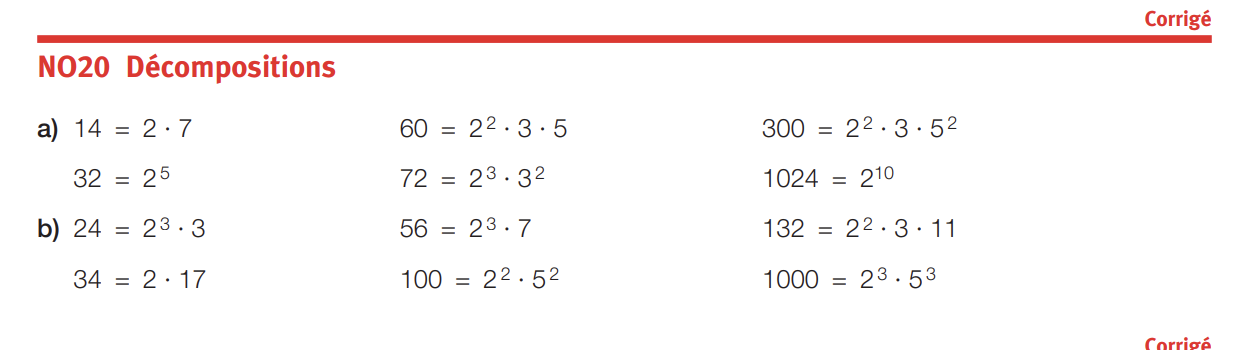 Corrigé
NO20 Décompositions
a) 14 = 2 · 7 60 = 2² · 3 · 5 300 = 2² · 3 · 5²
32 = 2⁵ 72 = 2³ · 3² 1024 = 2¹⁰
b) 24 = 2³ · 3 56 = 2³ · 7 132 = 2² · 3 · 11
34 = 2 · 17 100 = 2² · 5² 1000 = 2³ · 5³
Corrigé